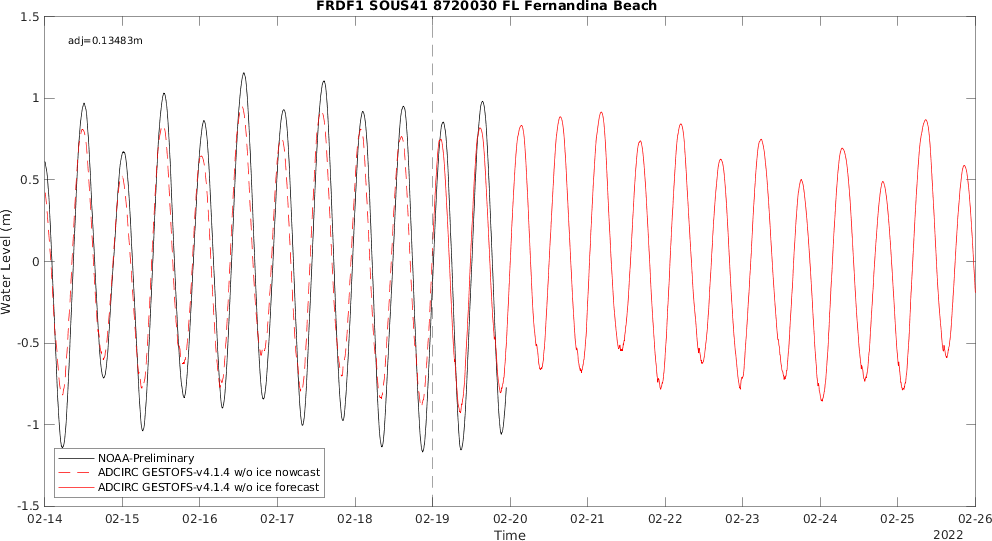 FRDF1 SOUS41 8720030 FL Fernandina Beach
adj=0.13483m
Water Level (m)
1.5
1
0.5
0
-0.5
-1
-1.5
NOAA-Preliminary
ADCIRC GESTOFS-v4.1.4 w/o ice nowcast
ADCIRC GESTOFS-v4.1.4 w/o ice forecast
02-14 02-15 02-16 02-17 02-18 02-19 02-20 02-21 02-22 02-23 02-24 02-25 02-26
Time
2022